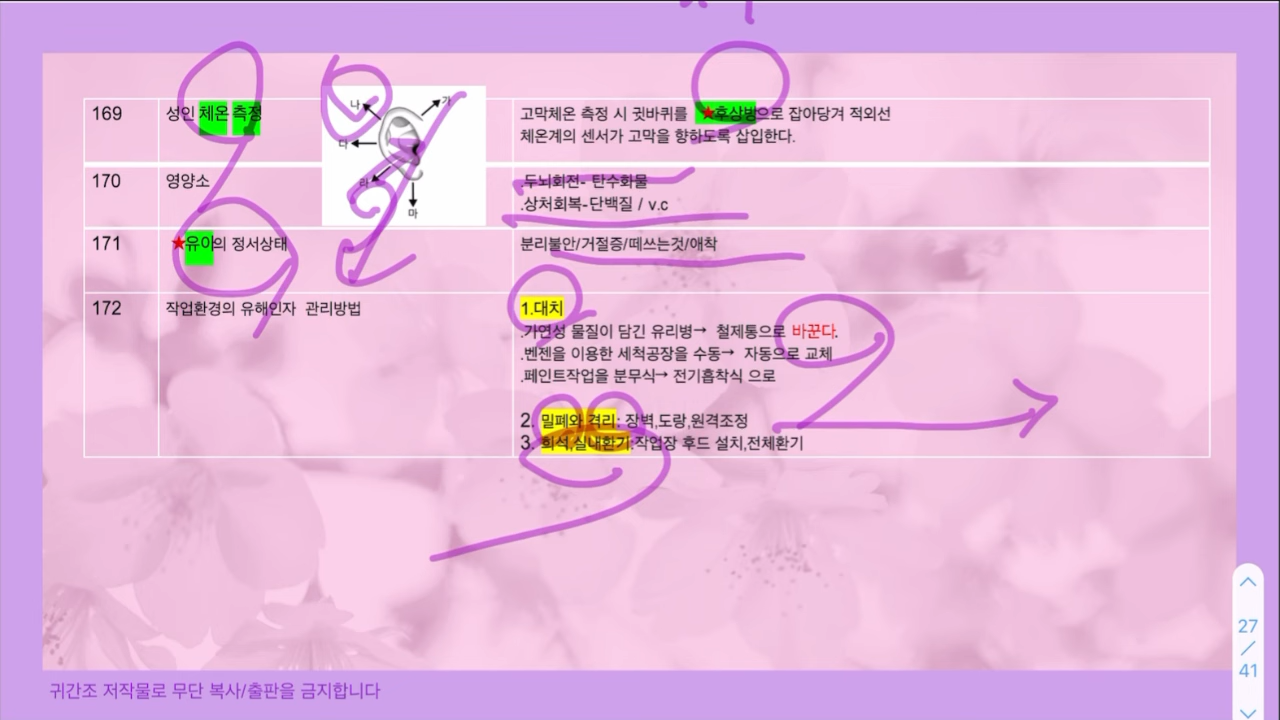 169 성인 체온 측정
나 가
다
라
마
고막체온 측정 시 귓바퀴를 ★후상방으로 잡아당겨 적외선
체온계의 센서가 고막을 향하도록 삽입한다.
170 영양소
.두뇌회전- 탄수화물
.상처회복-단백질 / v.c
171 ★유아의 정서상태
분리불안/거절증/떼쓰는것/애착
172 작업환경의 유해인자 관리방법
1.대치
.가연성 물질이 담긴 유리병→ 철제통으로 바꾼다.
.벤젠을 이용한 세척공장을 수동→ 자동으로 교체
.페인트작업을 분무식→ 전기흡착식 으로
2. 밀폐와 격리: 장벽,도랑,원격조정
3. 희석,실내환기:작업장 후드 설치,전체환기
27
/
41
귀간조 저작물로 무단 복사/출판을 금지합니다